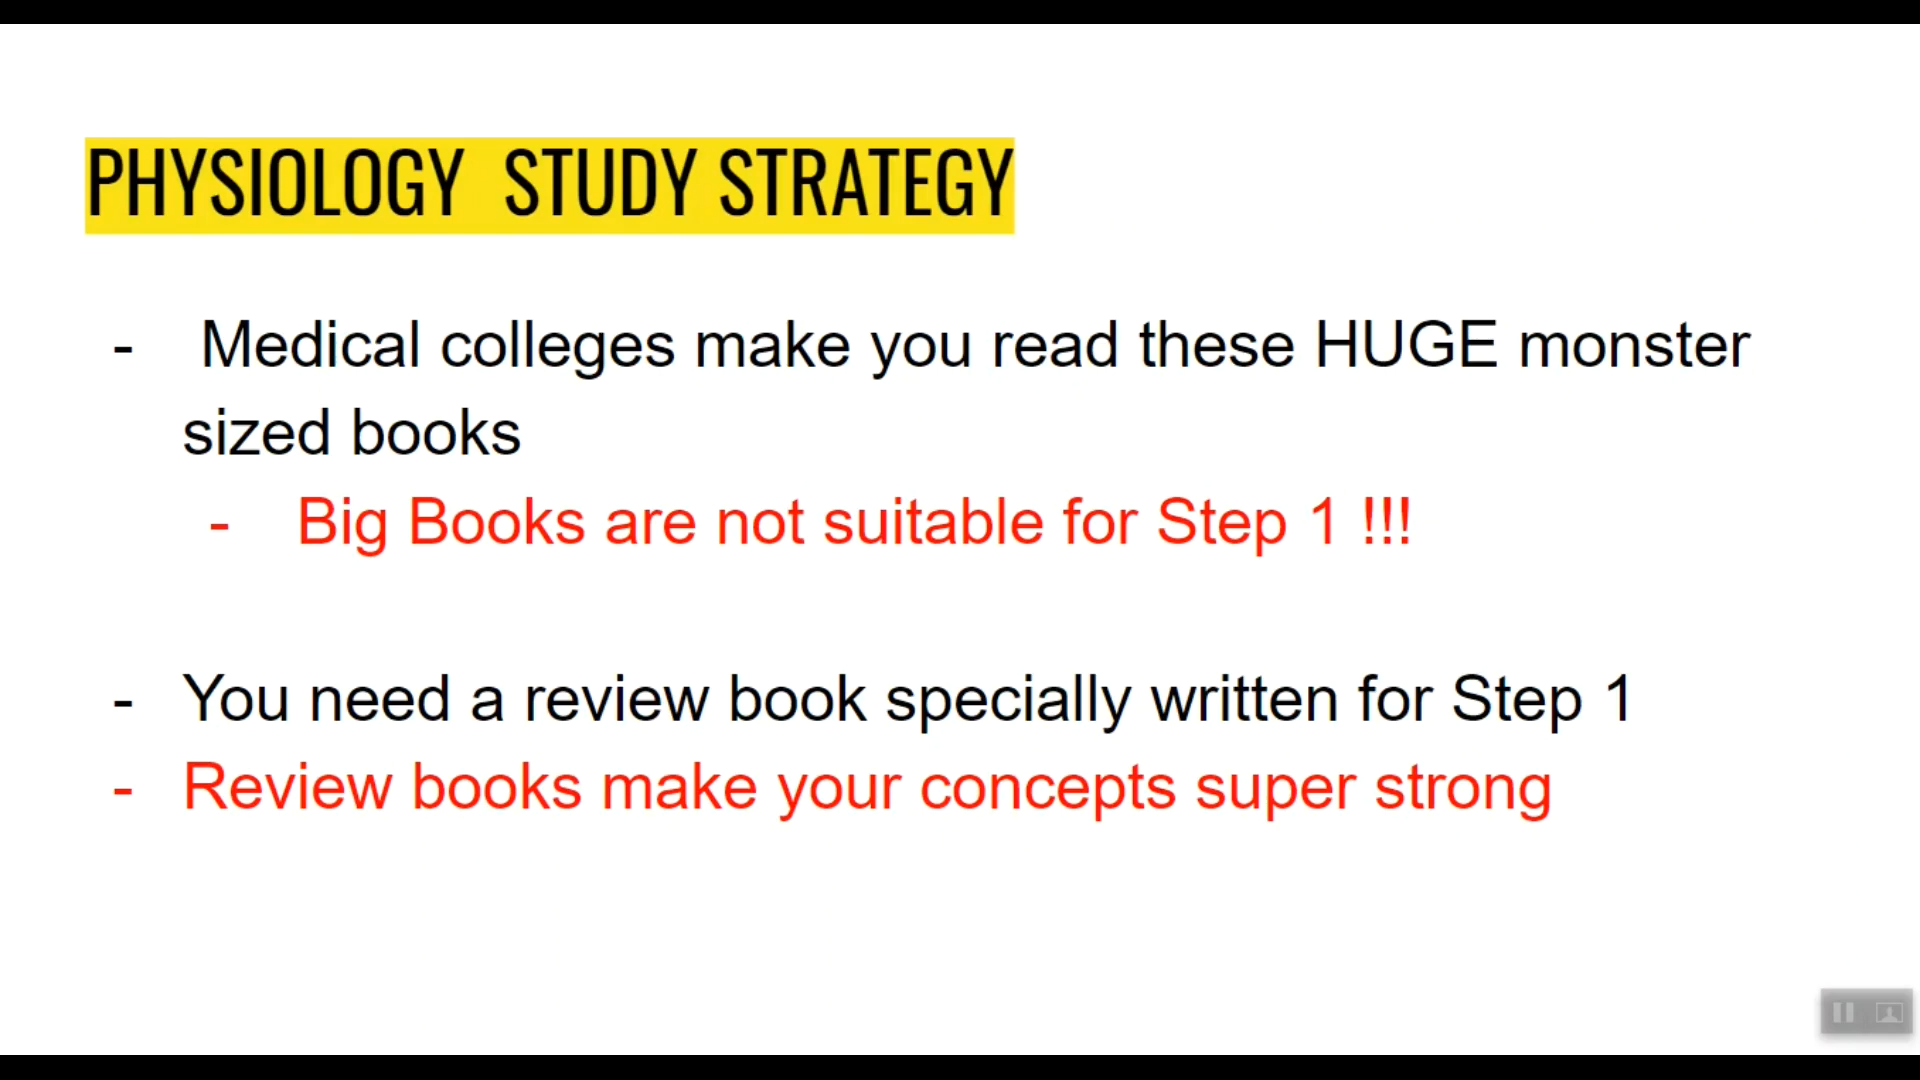 PHYSIOLOGY STUDY STRATEGY
- Medical colleges make you read these HUGE monster
sized books
- Big Books are not suitable for Step 1 !!!
- You need a review book specially written for Step 1
- Review books make your concepts super strong